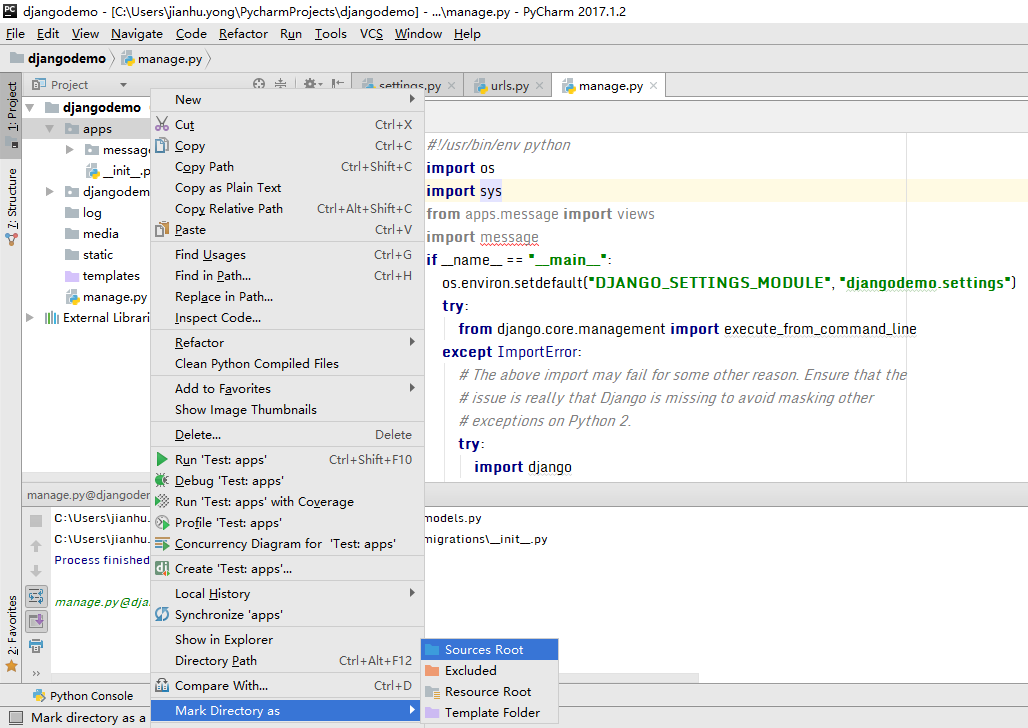 djangodemo - [C:\Users\jianhu.yong\PycharmProjects\djangodemo] - ...\manage.py - PyCharm 2017.1.2
File Edit View Navigate Code Refactor Run Tools VCS Window Help
djangodemo manage.py
1: Project
7: Structure
2: Favorites
Project
settings.py urls.py manage.py
djangodemo
apps
message
__init__.p
djangodem
log
media
static
templates
manage.py
External Librari
New
Cut Ctrl+X
Copy Ctrl+C
Copy Path Ctrl+Shift+C
Copy as Plain Text
Copy Relative Path Ctrl+Alt+Shift+C
Paste Ctrl+V
Find Usages Ctrl+G
Find in Path... Ctrl+H
Replace in Path...
Inspect Code...
Refactor
Clean Python Compiled Files
Add to Favorites
Show Image Thumbnails
Delete... Delete
Run 'Test: apps' Ctrl+Shift+F10
Debug 'Test: apps'
Run 'Test: apps' with Coverage
Profile 'Test: apps'
Concurrency Diagram for 'Test: apps'
Create 'Test: apps'...
Local History
Synchronize 'apps'
Show in Explorer
Directory Path Ctrl+Alt+F12
Compare With... Ctrl+D
Mark Directory as
Sources Root
Excluded
Resource Root
Template Folder
#!/usr/bin/env python
import os
import sys
from apps.message import views
import message
if __name__ == "__main__":
os.environ.setdefault("DJANGO_SETTINGS_MODULE", "djangodemo.settings")
try:
from django.core.management import execute_from_command_line
except ImportError:
# The above import may fail for some other reason. Ensure that the
# issue is really that Django is missing to avoid masking other
# exceptions on Python 2.
try:
import django
manage.py@djangoder
C:\Users\jianhu. models.py
C:\Users\jianhu. migrations\__init__.py
Process finished
manage.py@dja
Python Console
Mark directory as a